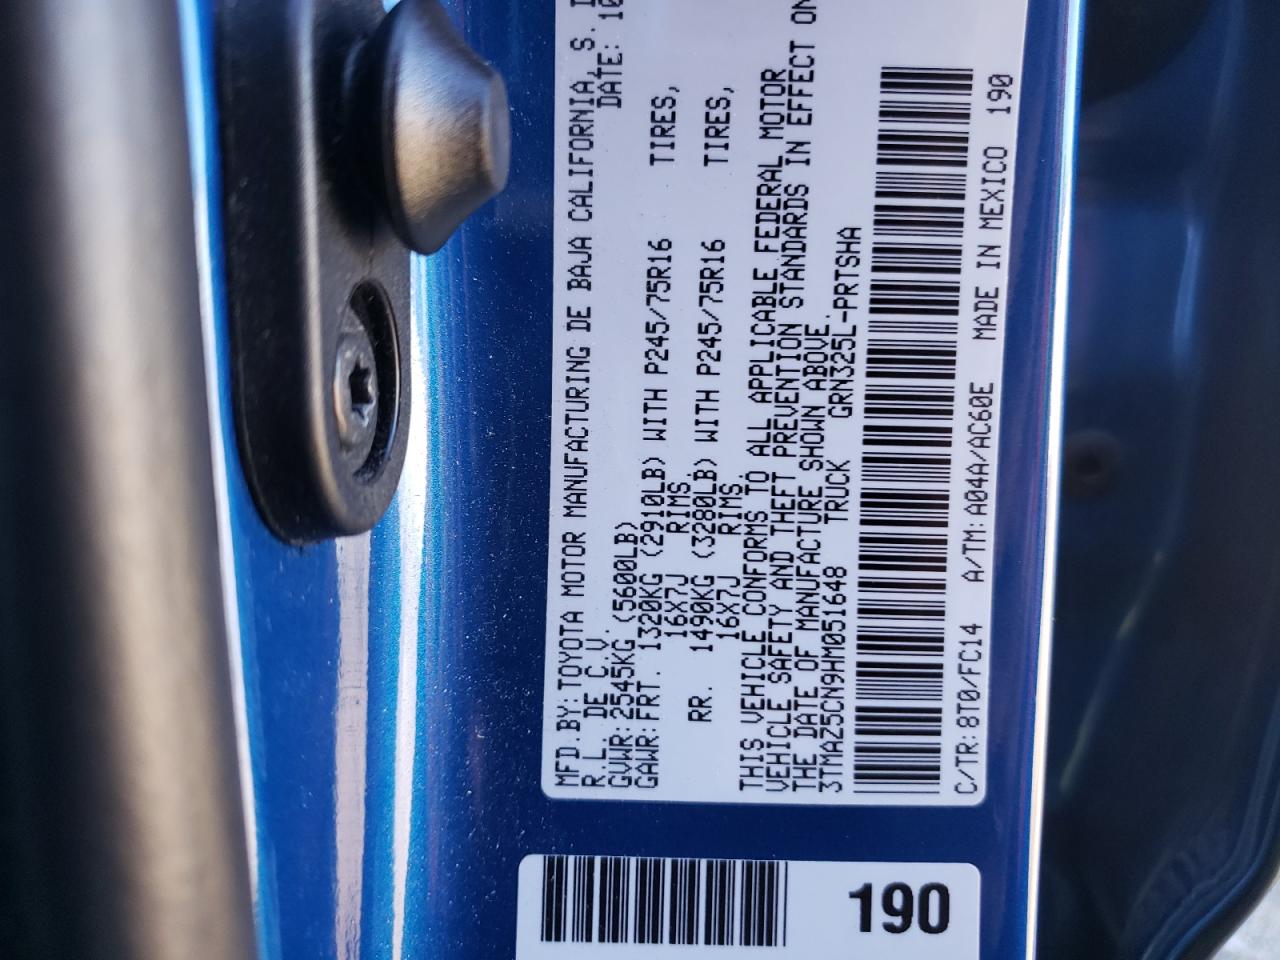 MFD.BY:TOYOTA MOTOR MANUFACTURING DE BAJA CALIFORNIA, S.
R.L. DE C.V. DATE: 10
GVWR:2545KG (5600LB)
GAWR:FRT. 1320KG (2910LB) WITH P245/75R16 TIRES,
16X7J RIMS.
RR. 1490KG (3280LB) WITH P245/75R16 TIRES,
16X7J RIMS.
THIS VEHICLE CONFORMS TO ALL APPLICABLE FEDERAL MOTOR
VEHICLE SAFETY AND THEFT PREVENTION STANDARDS IN EFFECT ON
THE DATE OF MANUFACTURE SHOWN ABOVE.
3TMAZ5CN9HM051648 TRUCK GRN325L-PRTSHA
C/TR:8T0/FC14 A/TM:A04A/AC60E MADE IN MEXICO 190
190